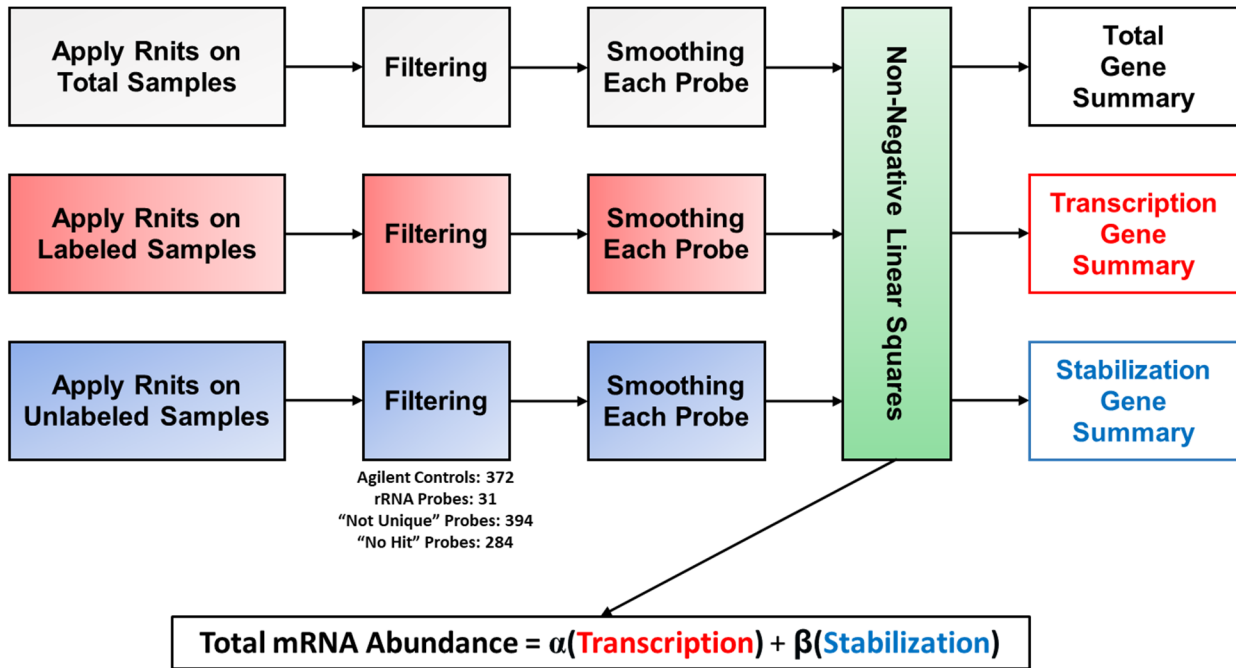 Apply Rnits on
Total Samples
Filtering
Smoothing
Each Probe
Non-Negative Linear Squares
Total
Gene
Summary
Apply Rnits on
Labeled Samples
Filtering
Smoothing
Each Probe
Transcription
Gene
Summary
Apply Rnits on
Unlabeled Samples
Filtering
Smoothing
Each Probe
Stabilization
Gene
Summary
Agilent Controls: 372
rRNA Probes: 31
“Not Unique” Probes: 394
“No Hit” Probes: 284
Total mRNA Abundance = α(Transcription) + β(Stabilization)